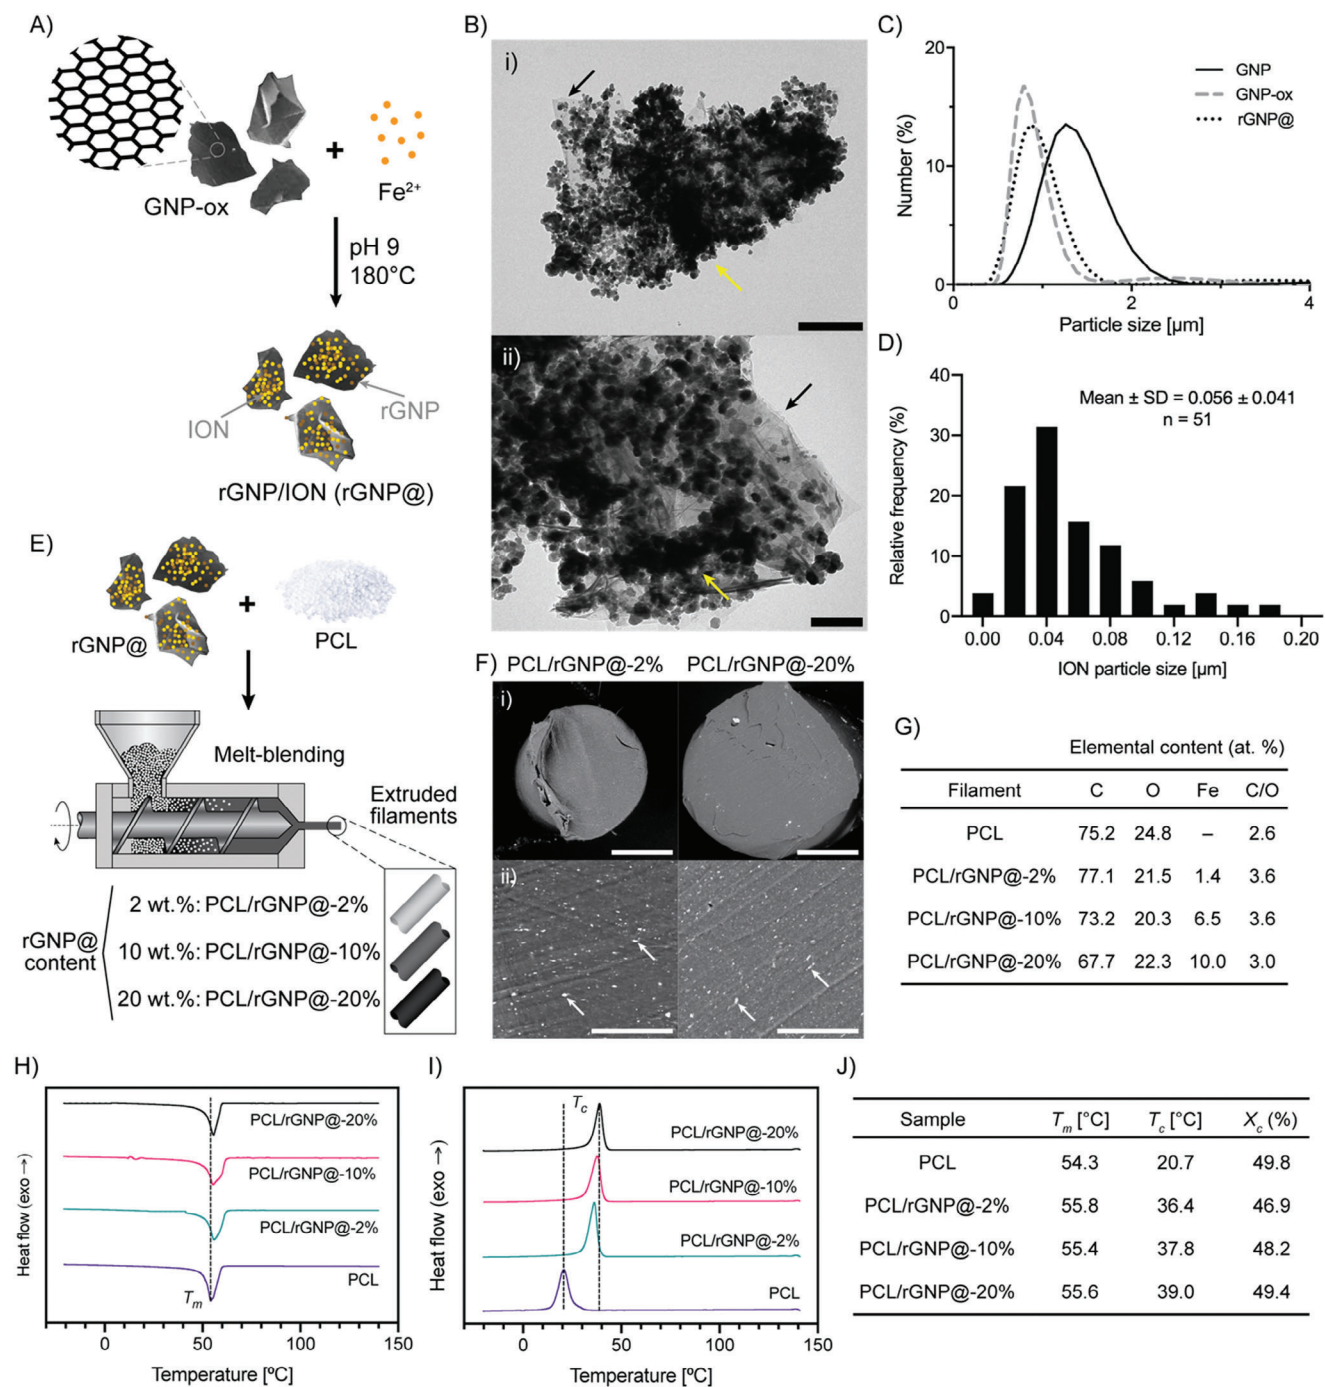 A)
GNP-ox
+
Fe²⁺
pH 9
180°C
ION
rGNP
rGNP/ION (rGNP@)
B)
i)
ii)
C)
20
15
10
5
0
Number (%)
GNP
GNP-ox
rGNP@
0 2 4
Particle size [µm]
D)
40
30
20
10
0
Relative frequency (%)
Mean ± SD = 0.056 ± 0.041
n = 51
0.00 0.04 0.08 0.12 0.16 0.20
ION particle size [µm]
E)
rGNP@
+
PCL
Melt-blending
Extruded
filaments
rGNP@
content
2 wt.%: PCL/rGNP@-2%
10 wt.%: PCL/rGNP@-10%
20 wt.%: PCL/rGNP@-20%
F) PCL/rGNP@-2% PCL/rGNP@-20%
i)
ii)
G)
Elemental content (at. %)
Filament C O Fe C/O
PCL 75.2 24.8 – 2.6
PCL/rGNP@-2% 77.1 21.5 1.4 3.6
PCL/rGNP@-10% 73.2 20.3 6.5 3.6
PCL/rGNP@-20% 67.7 22.3 10.0 3.0
H)
Heat flow (exo →)
PCL/rGNP@-20%
PCL/rGNP@-10%
PCL/rGNP@-2%
PCL
Tm
0 50 100 150
Temperature [ºC]
I)
Heat flow (exo →)
Tc
PCL/rGNP@-20%
PCL/rGNP@-10%
PCL/rGNP@-2%
PCL
0 50 100 150
Temperature [ºC]
J)
Sample Tm [°C] Tc [°C] Xc (%)
PCL 54.3 20.7 49.8
PCL/rGNP@-2% 55.8 36.4 46.9
PCL/rGNP@-10% 55.4 37.8 48.2
PCL/rGNP@-20% 55.6 39.0 49.4